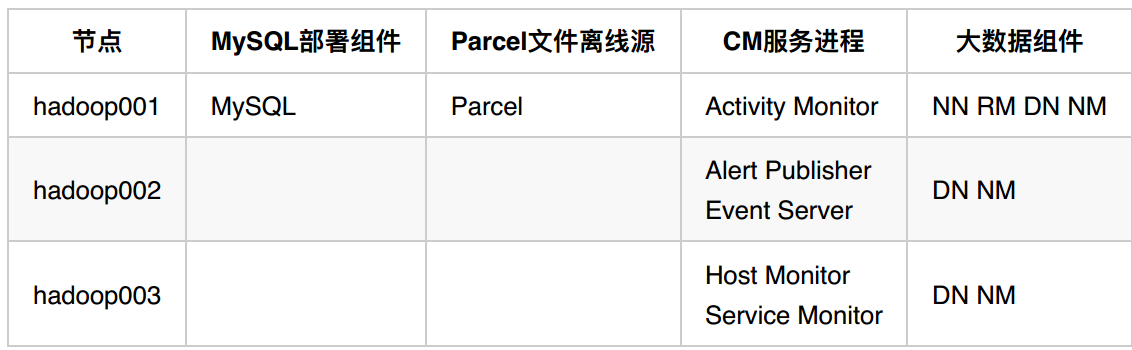 节点 MySQL部署组件 Parcel文件离线源 CM服务进程 大数据组件
hadoop001 MySQL Parcel Activity Monitor NN RM DN NM
hadoop002 Alert Publisher DN NM
Event Server
hadoop003 Host Monitor DN NM
Service Monitor